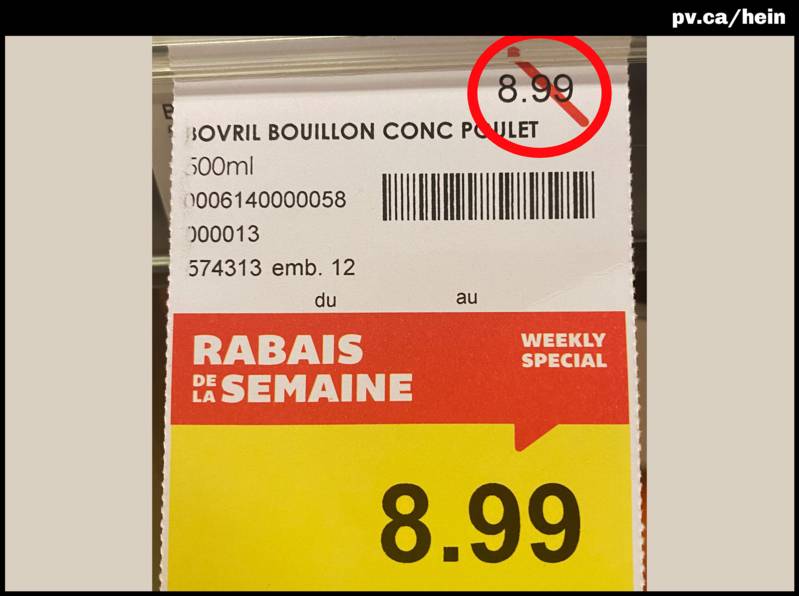 pv.ca/hein
8.99
BOVRIL BOUILLON CONC POULET
500ml
0006140000058
000013
574313 emb. 12
du au
RABAIS
DE LA SEMAINE
WEEKLY
SPECIAL
8.99